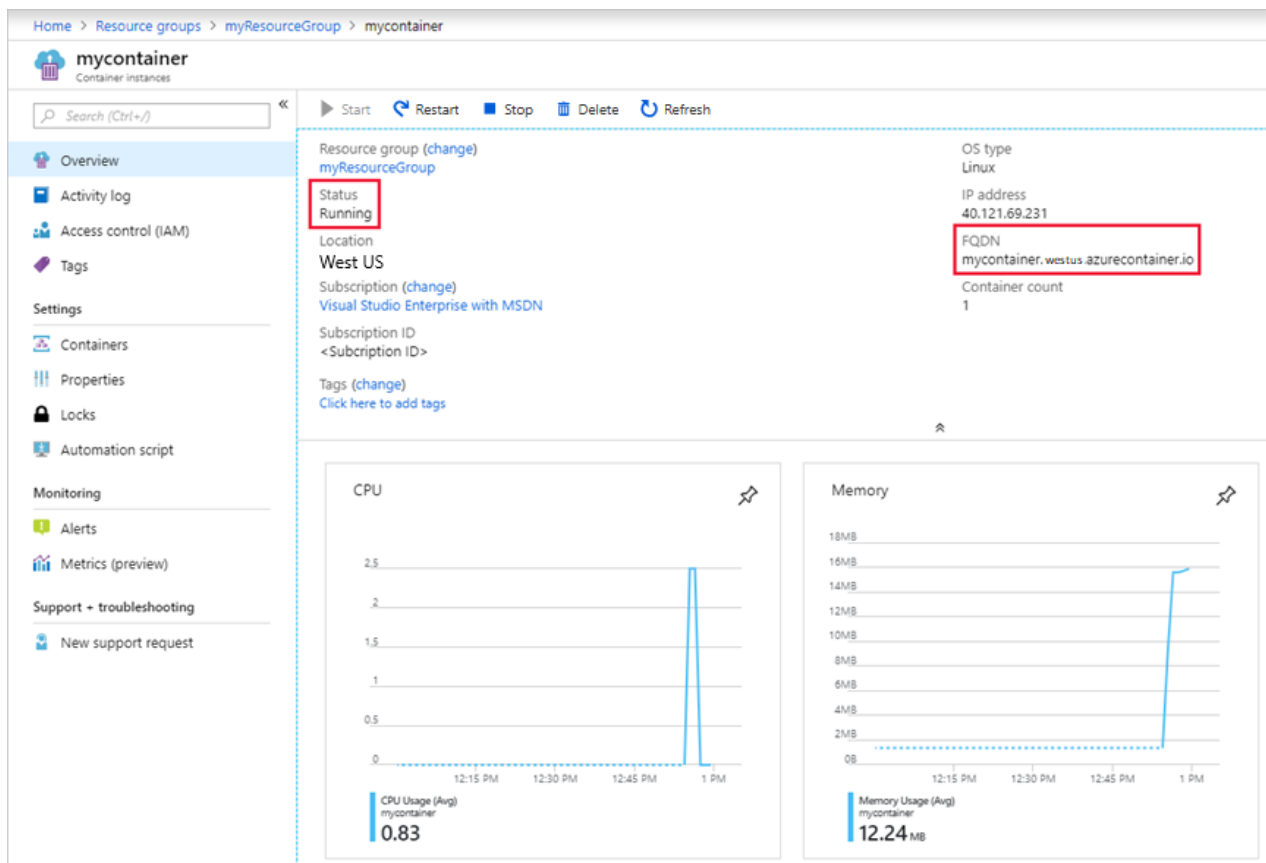 Home > Resource groups > myResourceGroup > mycontainer
mycontainer
Container instances
Search (Ctrl+/)
«
Start Restart Stop Delete Refresh
Overview
Activity log
Access control (IAM)
Tags
Settings
Containers
Properties
Locks
Automation script
Monitoring
Alerts
Metrics (preview)
Support + troubleshooting
New support request
Resource group (change)
myResourceGroup
Status
Running
Location
West US
Subscription (change)
Visual Studio Enterprise with MSDN
Subscription ID
<Subcription ID>
Tags (change)
Click here to add tags
OS type
Linux
IP address
40.121.69.231
FQDN
mycontainer.westus.azurecontainer.io
Container count
1
CPU
2.5
2
1.5
1
0.5
0
12:15 PM 12:30 PM 12:45 PM 1 PM
CPU Usage (Avg)
mycontainer
0.83
Memory
18MB
16MB
14MB
12MB
10MB
8MB
6MB
4MB
2MB
0B
12:15 PM 12:30 PM 12:45 PM 1 PM
Memory Usage (Avg)
mycontainer
12.24 MB